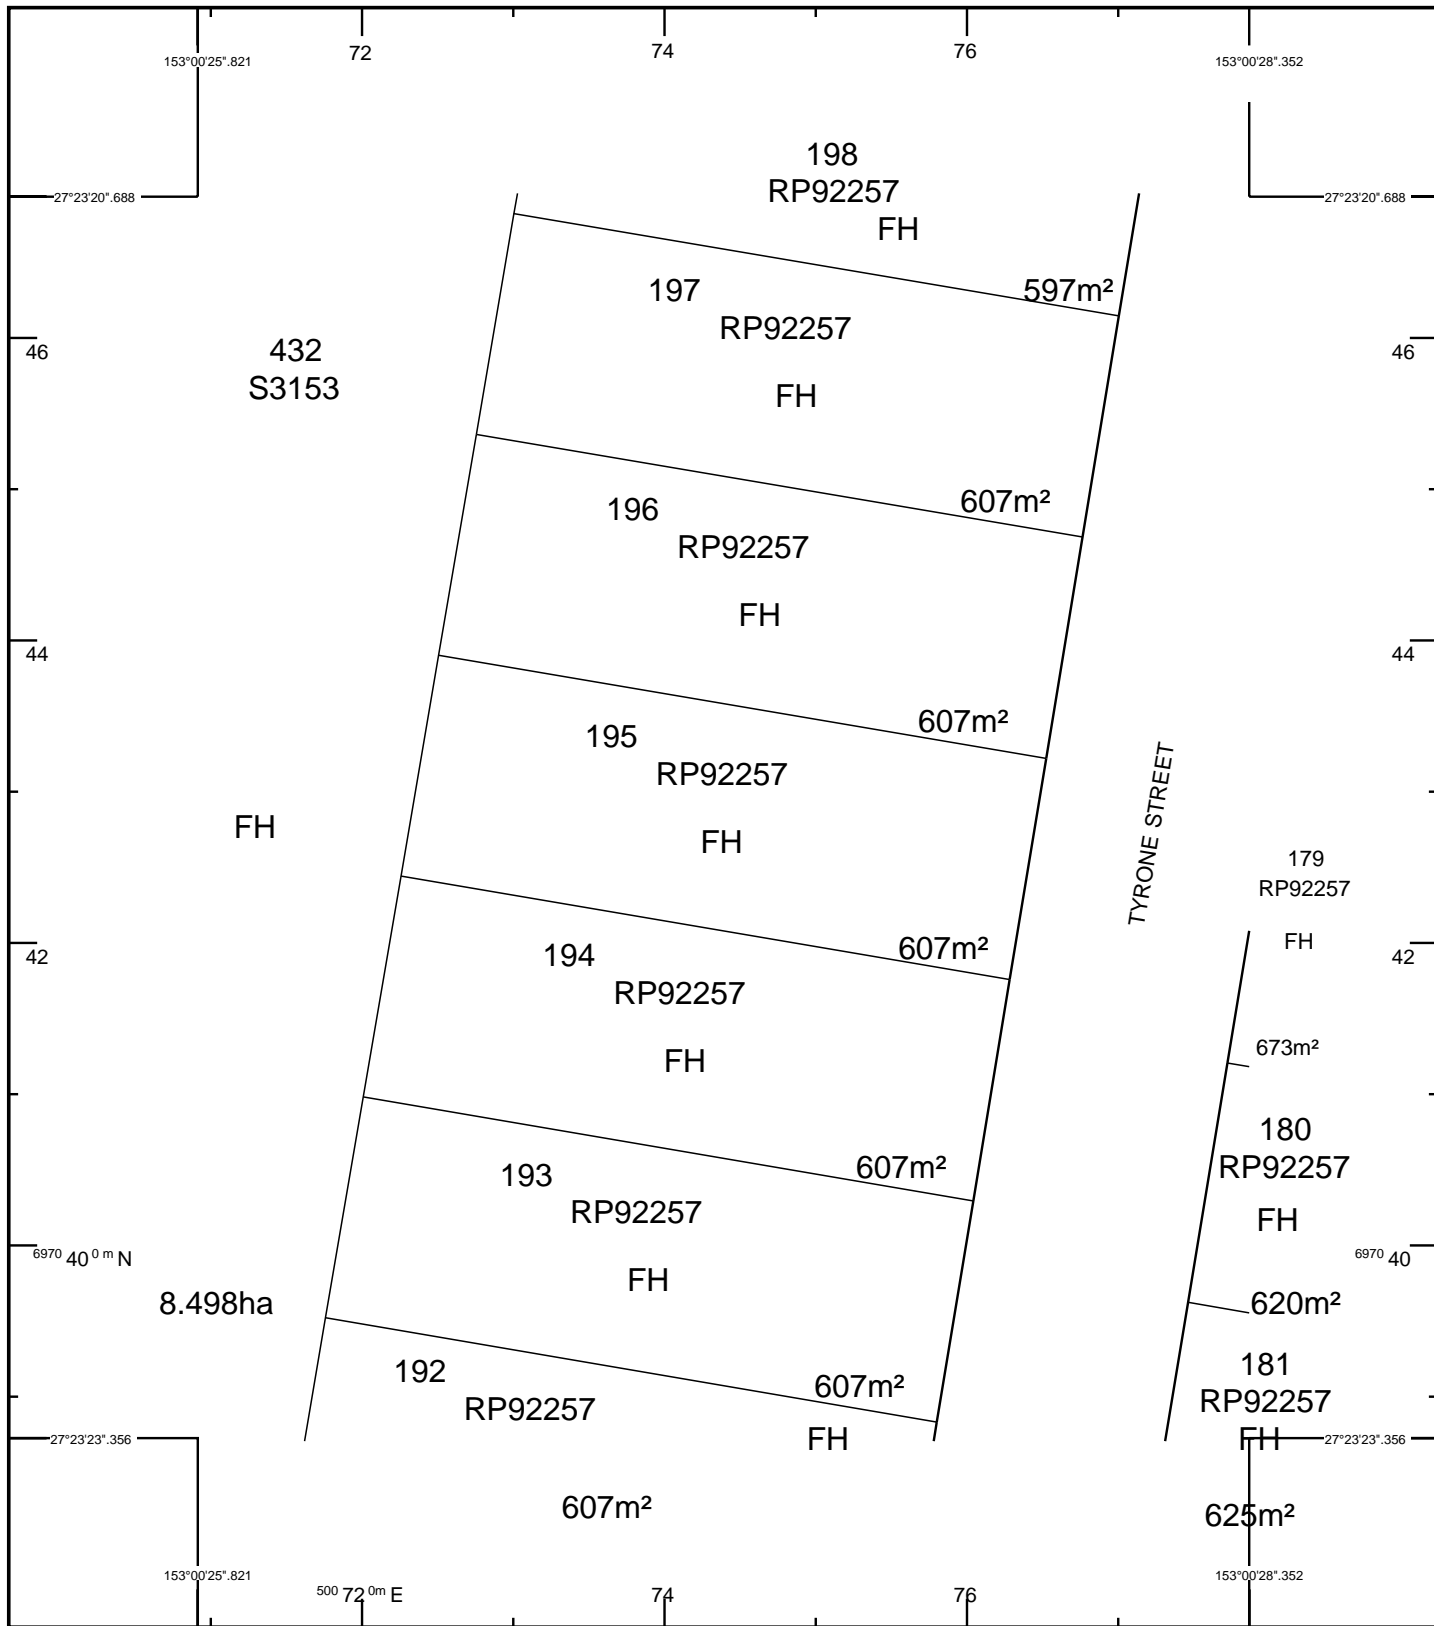 72
74
76
153°00'25".821
153°00'28".352
198
RP92257
FH
27°23'20".688
27°23'20".688
597m²
197
RP92257
FH
46
46
432
S3153
607m²
196
RP92257
FH
44
44
607m²
195
RP92257
FH
TYRONE STREET
FH
179
RP92257
FH
42
42
607m²
194
RP92257
FH
673m²
180
RP92257
FH
607m²
193
RP92257
FH
6970 40 0 m N
6970 40
8.498ha
620m²
192
RP92257
607m²
FH
181
RP92257
FH
27°23'23".356
27°23'23".356
607m²
625m²
153°00'25".821
153°00'28".352
500 72 0m E
74
76